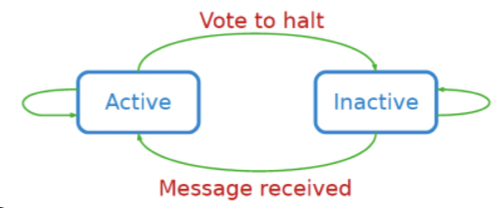 Vote to halt
Active
Inactive
Message received